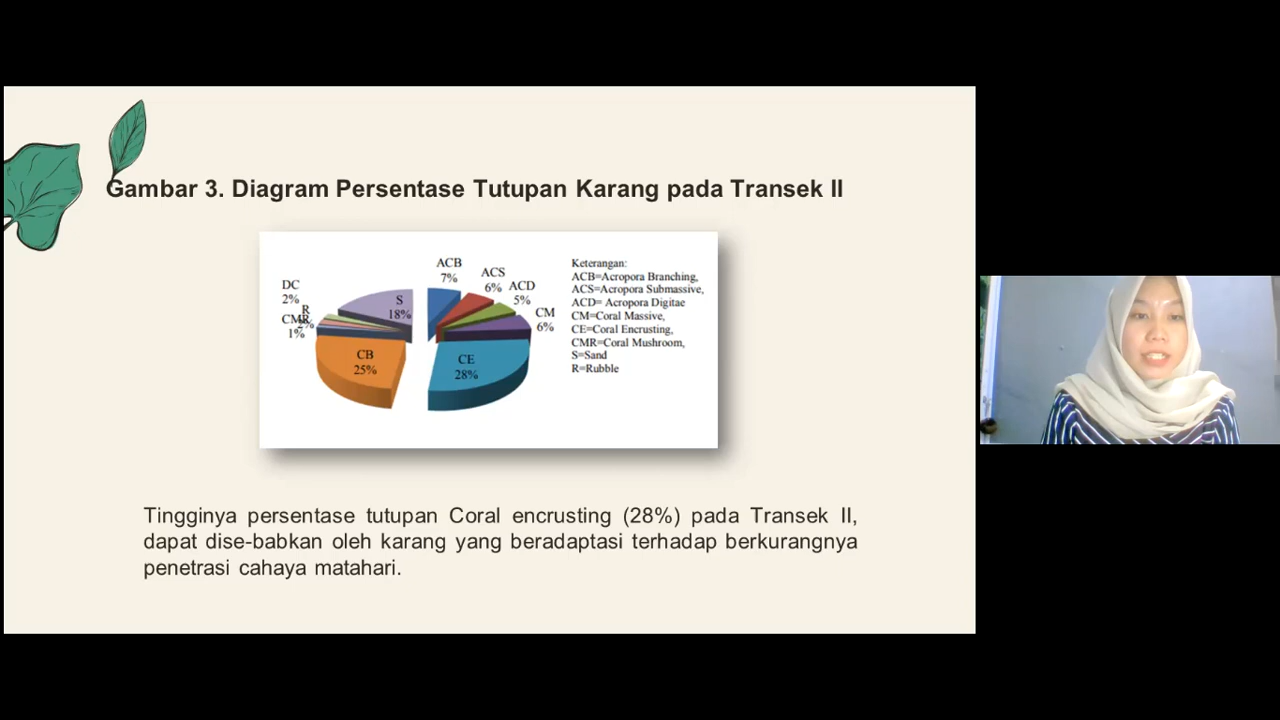 Gambar 3. Diagram Persentase Tutupan Karang pada Transek II
ACB
7%
ACS
6%
ACD
5%
CM
6%
CE
28%
CB
25%
CMR
1%
R
2%
DC
2%
S
18%
Keterangan:
ACB=Acropora Branching,
ACS=Acropora Submassive,
ACD= Acropora Digitae
CM=Coral Massive,
CE=Coral Encrusting,
CMR=Coral Mushroom,
S=Sand
R=Rubble
Tingginya persentase tutupan Coral encrusting (28%) pada Transek II,
dapat dise-babkan oleh karang yang beradaptasi terhadap berkurangnya
penetrasi cahaya matahari.